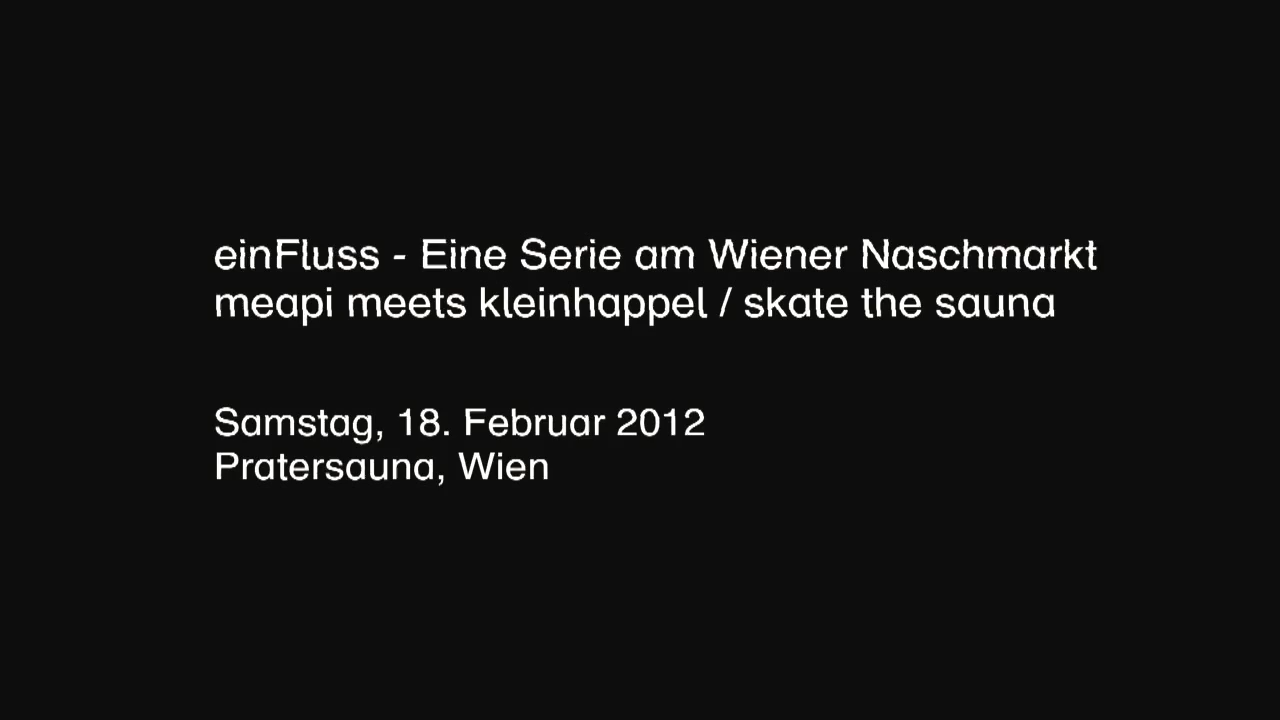 einFluss - Eine Serie am Wiener Naschmarkt
meapi meets kleinhappel / skate the sauna
Samstag, 18. Februar 2012
Pratersauna, Wien